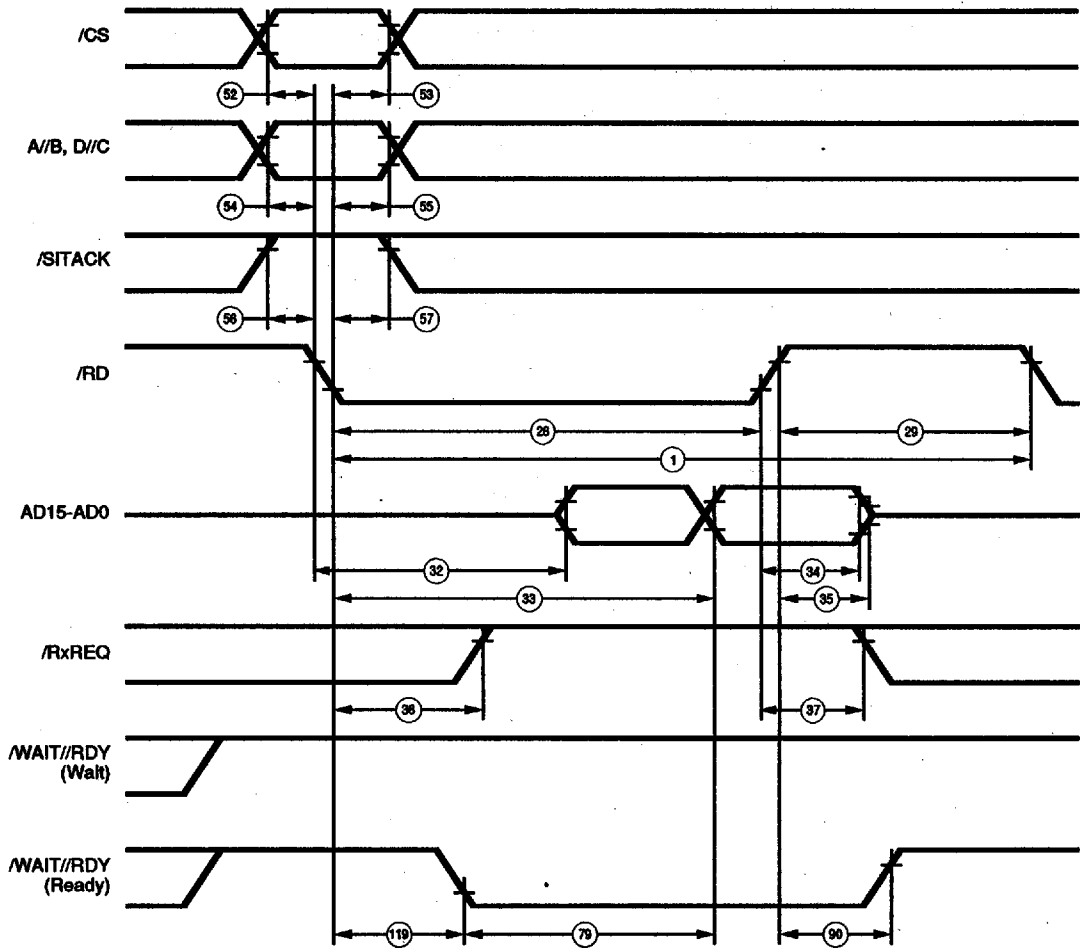 /CS
52
53
A//B, D//C
54
55
/SITACK
56
57
/RD
28
29
1
AD15-AD0
32
34
33
35
/RxREQ
36
37
/WAIT//RDY
(Wait)
/WAIT//RDY
(Ready)
119
79
90